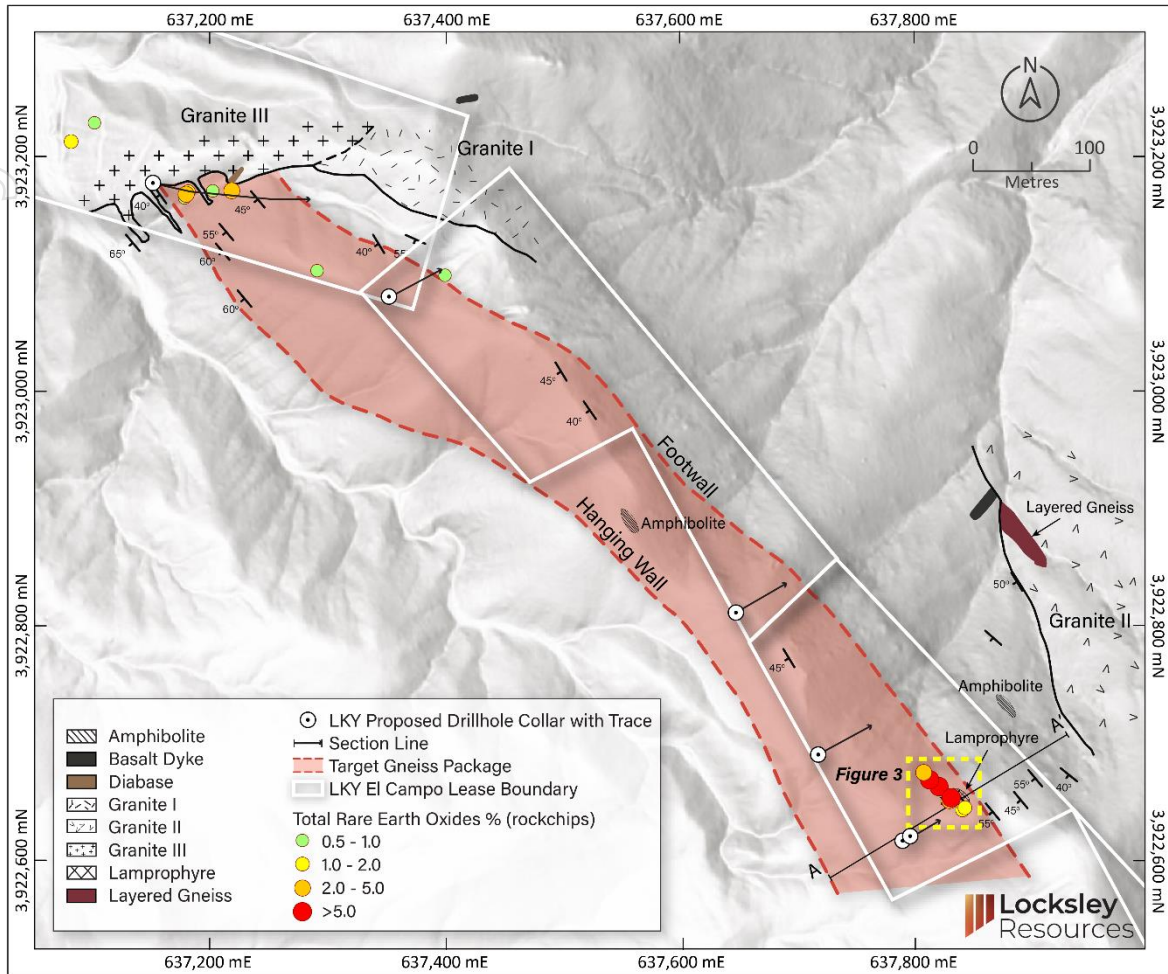 637,200 mE
637,400 mE
637,600 mE
637,800 mE
3,923,200 mN
3,923,000 mN
3,922,800 mN
3,922,600 mN
3,923,200 mN
3,923,000 mN
3,922,800 mN
3,922,600 mN
N
0 100
Metres
Granite III
Granite I
40°
45°
65°
55°
60°
60°
40°
55
45°
40°
Footwall
Hanging Wall
Amphibolite
Layered Gneiss
50°
Granite II
45°
Amphibolite
A'
Lamprophyre
Figure 3
55°
45°
40°
55°
A
Amphibolite
Basalt Dyke
Diabase
Granite I
Granite II
Granite III
Lamprophyre
Layered Gneiss
LKY Proposed Drillhole Collar with Trace
Section Line
Target Gneiss Package
LKY El Campo Lease Boundary
Total Rare Earth Oxides % (rockchips)
0.5 - 1.0
1.0 - 2.0
2.0 - 5.0
>5.0
Locksley
Resources
637,200 mE
637,400 mE
637,600 mE
637,800 mE